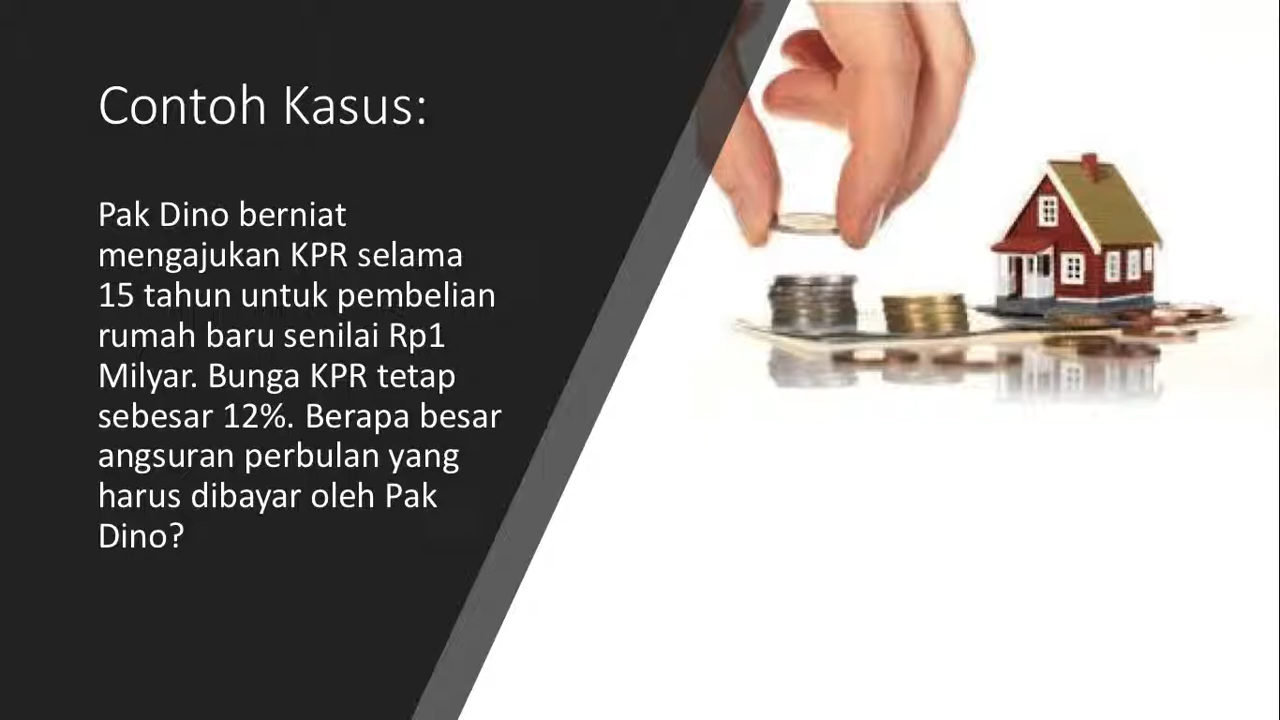 Contoh Kasus:
Pak Dino berniat
mengajukan KPR selama
15 tahun untuk pembelian
rumah baru senilai Rp1
Milyar. Bunga KPR tetap
sebesar 12%. Berapa besar
angsuran perbulan yang
harus dibayar oleh Pak
Dino?